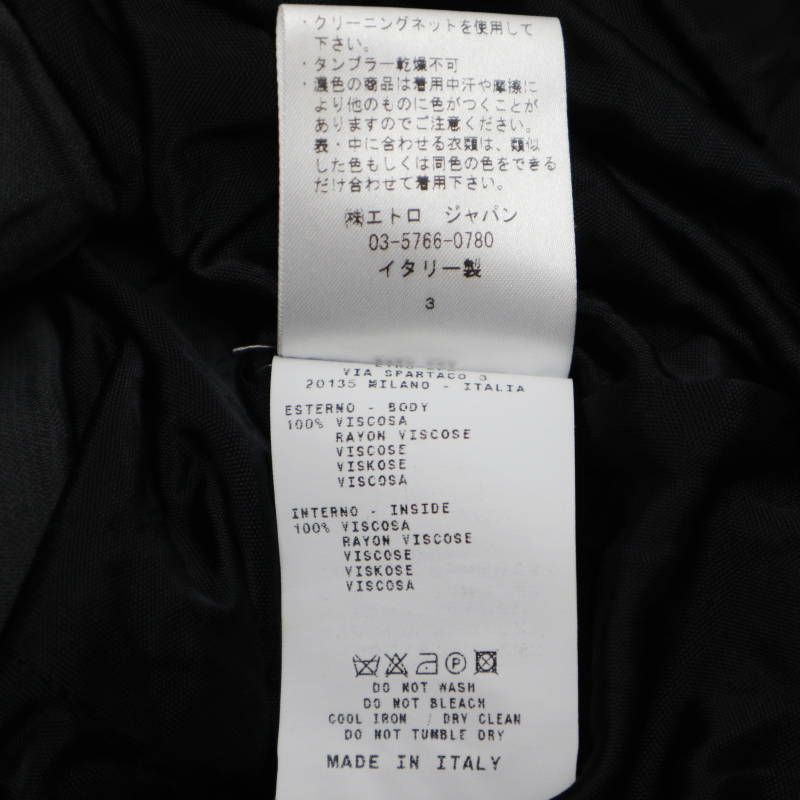 ・クリーニングネットを使用して
下さい。
・タンブラー乾燥不可
・濃色の商品は着用中汗や摩擦に
より他のものに色がつくことが
ありますのでご注意ください。
表・中に合わせる衣類は、類似
した色もしくは同色の色をできる
だけ合わせて着用下さい。
㈱エトロ ジャパン
03-5766-0780
イタリー製
3
VIA SPARTACO 3
20135 MILANO - ITALIA
ESTERNO - BODY
100% VISCOSA
RAYON VISCOSE
VISCOSE
VISKOSE
VISCOSA
INTERNO - INSIDE
100% VISCOSA
RAYON VISCOSE
VISCOSE
VISKOSE
VISCOSA
DO NOT WASH
DO NOT BLEACH
COOL IRON / DRY CLEAN
DO NOT TUMBLE DRY
MADE IN ITALY